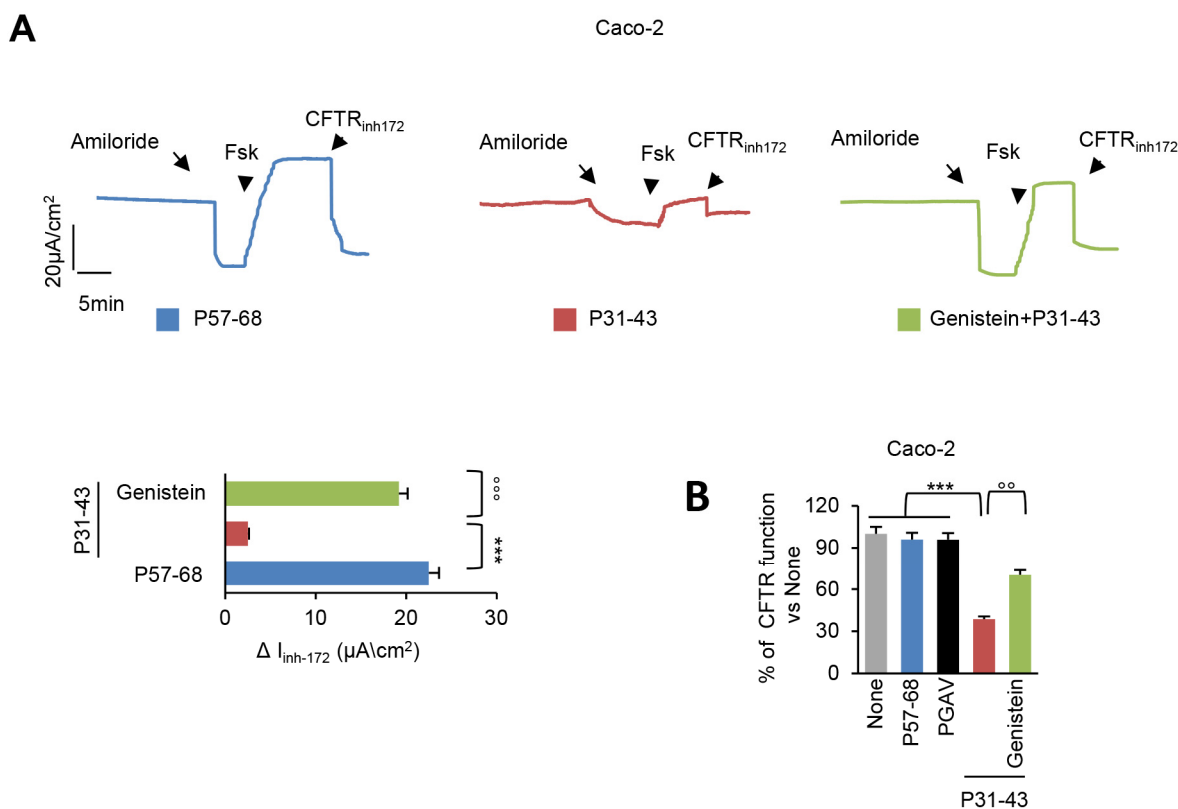 A
Caco-2
Amiloride
Fsk
CFTRinh172
Amiloride
Fsk
CFTRinh172
Amiloride
Fsk
CFTRinh172
20μA/cm2
5min
P57-68
P31-43
Genistein+P31-43
P31-43
Genistein
P57-68
°°°
***
0
10
20
30
Δ Iinh-172 (μA\cm2)
B
Caco-2
% of CFTR function
vs None
120
90
60
30
0
***
°°
None
P57-68
PGAV
Genistein
P31-43